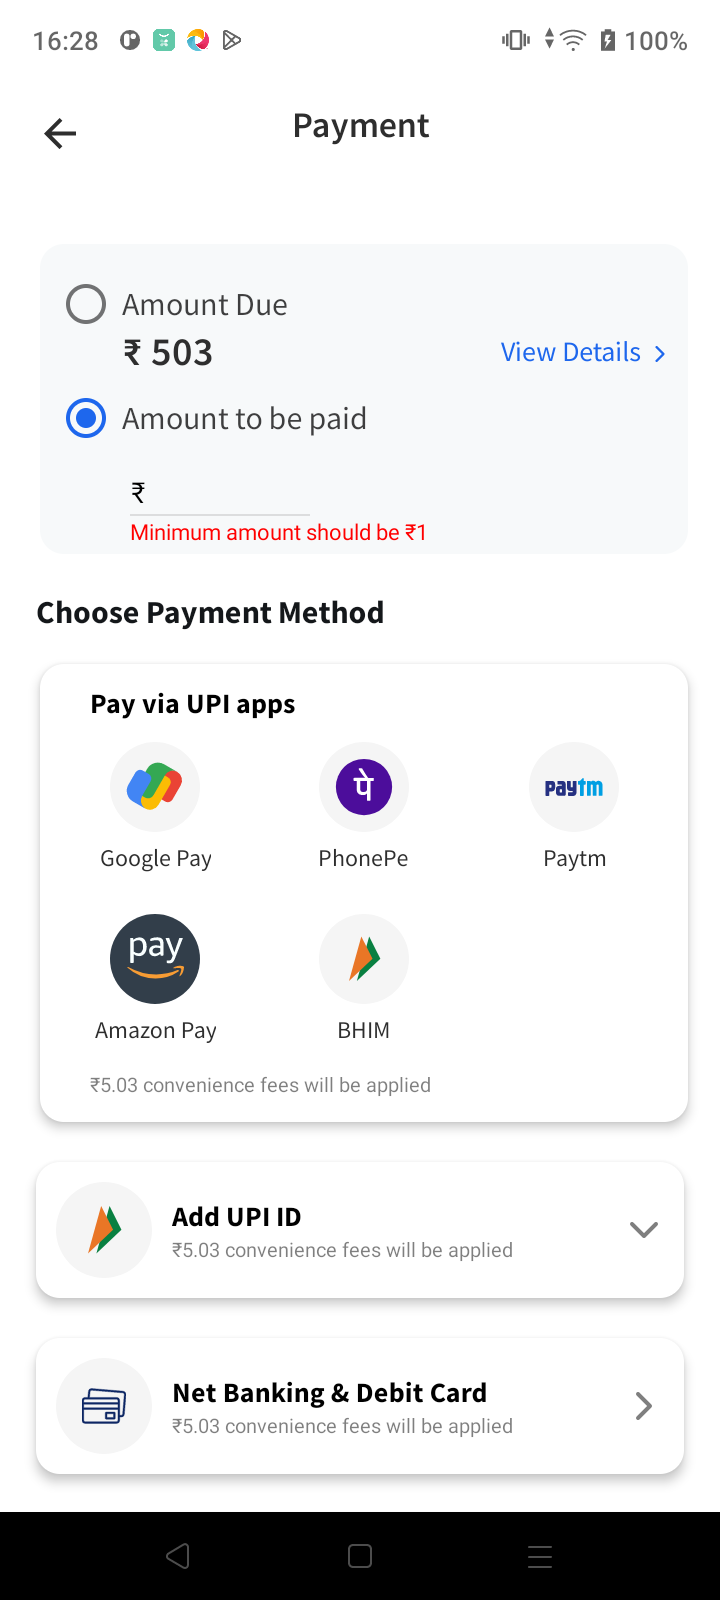 16:28
100%
Payment
Amount Due
₹ 503
View Details
Amount to be paid
₹
Minimum amount should be ₹1
Choose Payment Method
Pay via UPI apps
पे
paytm
Google Pay
PhonePe
Paytm
pay
Amazon Pay
BHIM
₹5.03 convenience fees will be applied
Add UPI ID
₹5.03 convenience fees will be applied
Net Banking & Debit Card
₹5.03 convenience fees will be applied